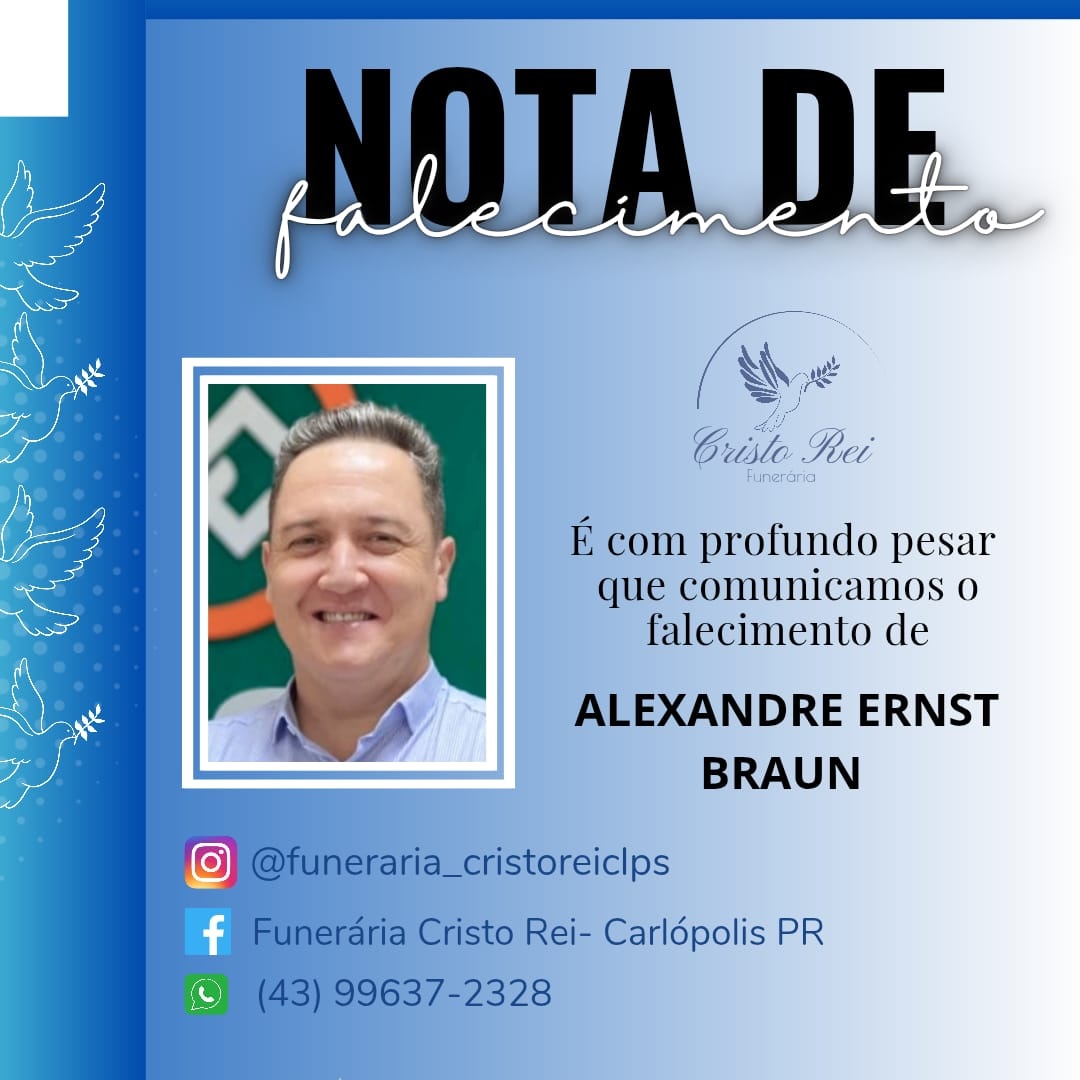 NOTA DE
falecimento
Cristo Rei
Funerária
É com profundo pesar
que comunicamos o
falecimento de
ALEXANDRE ERNST
BRAUN
@funeraria_cristoreiclps
Funerária Cristo Rei- Carlópolis PR
(43) 99637-2328